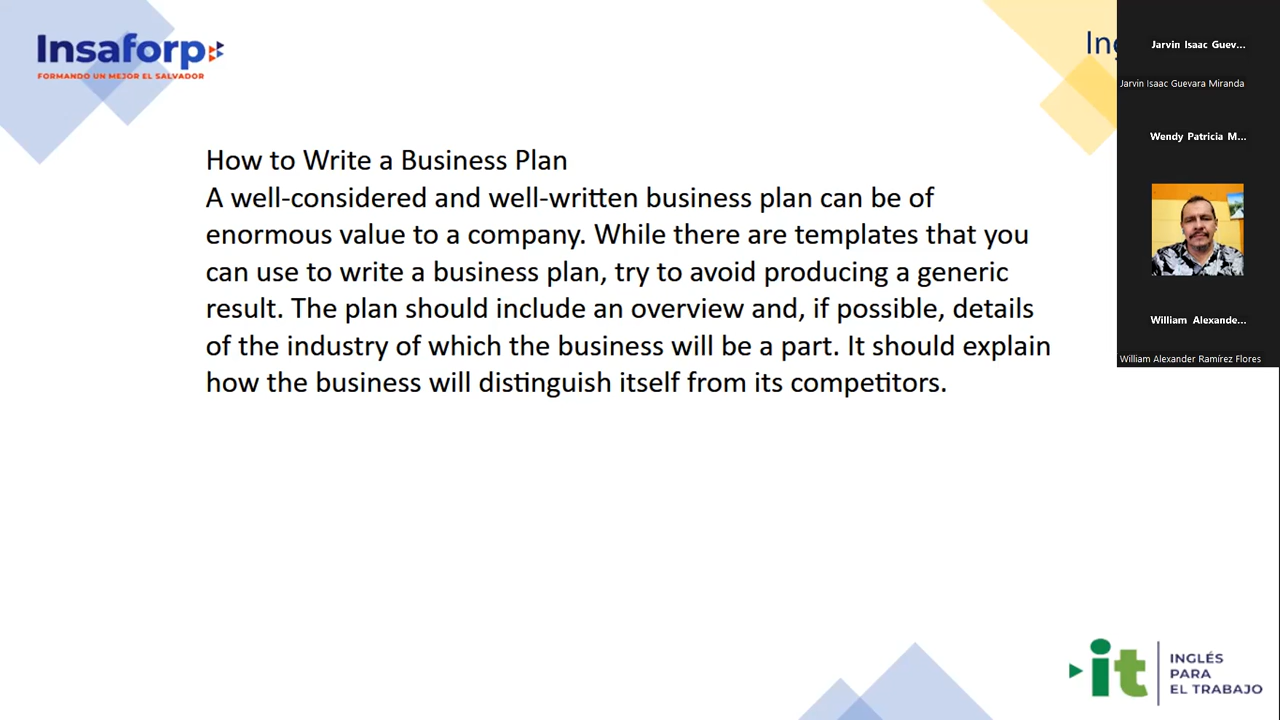 Insaforp
FORMANDO UN MEJOR EL SALVADOR
Jarvin Isaac Guev...
Jarvin Isaac Guevara Miranda
Wendy Patricia M...
William Alexande...
William Alexander Ramírez Flores
How to Write a Business Plan
A well-considered and well-written business plan can be of
enormous value to a company. While there are templates that you
can use to write a business plan, try to avoid producing a generic
result. The plan should include an overview and, if possible, details
of the industry of which the business will be a part. It should explain
how the business will distinguish itself from its competitors.
it
INGLÉS
PARA
EL TRABAJO